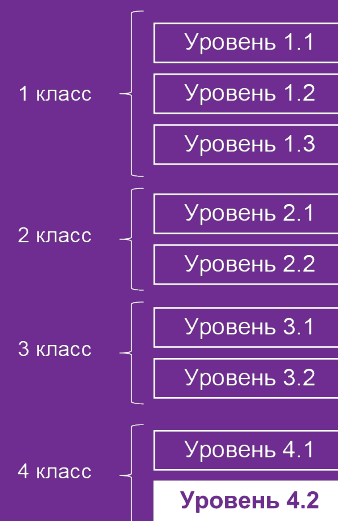 1 класс
Уровень 1.1
Уровень 1.2
Уровень 1.3
2 класс
Уровень 2.1
Уровень 2.2
3 класс
Уровень 3.1
Уровень 3.2
4 класс
Уровень 4.1
Уровень 4.2